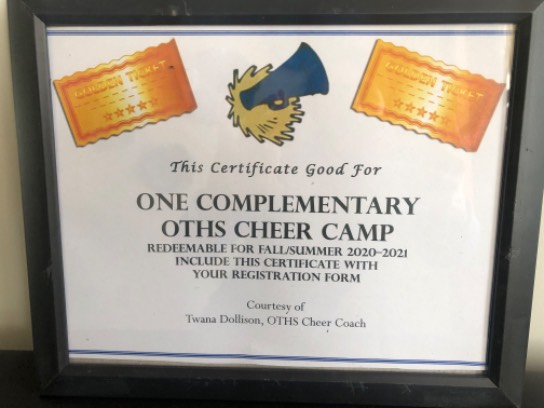 GOLDEN TICKET
GOLDEN TICKET
This Certificate Good For
ONE COMPLEMENTARY
OTHS CHEER CAMP
REDEEMABLE FOR FALL/SUMMER 2020-2021
INCLUDE THIS CERTIFICATE WITH
YOUR REGISTRATION FORM
Courtesy of
Twana Dollison, OTHS Cheer Coach